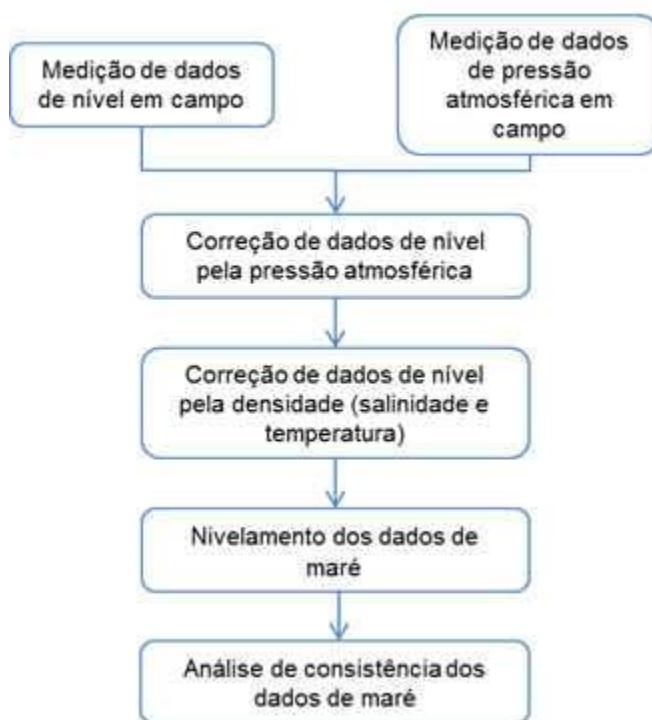 Medição de dados
de nível em campo
Medição de dados
de pressão
atmosférica em
campo
Correção de dados de nível
pela pressão atmosférica
Correção de dados de nível
pela densidade (salinidade e
temperatura)
Nivelamento dos dados de
maré
Análise de consistência dos
dados de maré